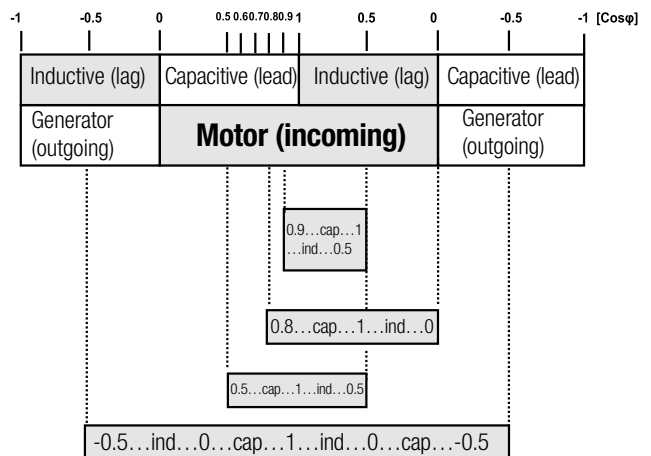 -1 -0.5 0 0.5 0.6 0.7 0.8 0.9 1 0.5 0 -0.5 -1 [Cosφ]
Inductive (lag) Capacitive (lead) Inductive (lag) Capacitive (lead)
Generator
(outgoing)
Motor (incoming)
Generator
(outgoing)
0.9…cap…1
…ind…0.5
0.8…cap…1…ind…0
0.5…cap…1…ind…0.5
-0.5…ind…0…cap…1…ind…0…cap…-0.5